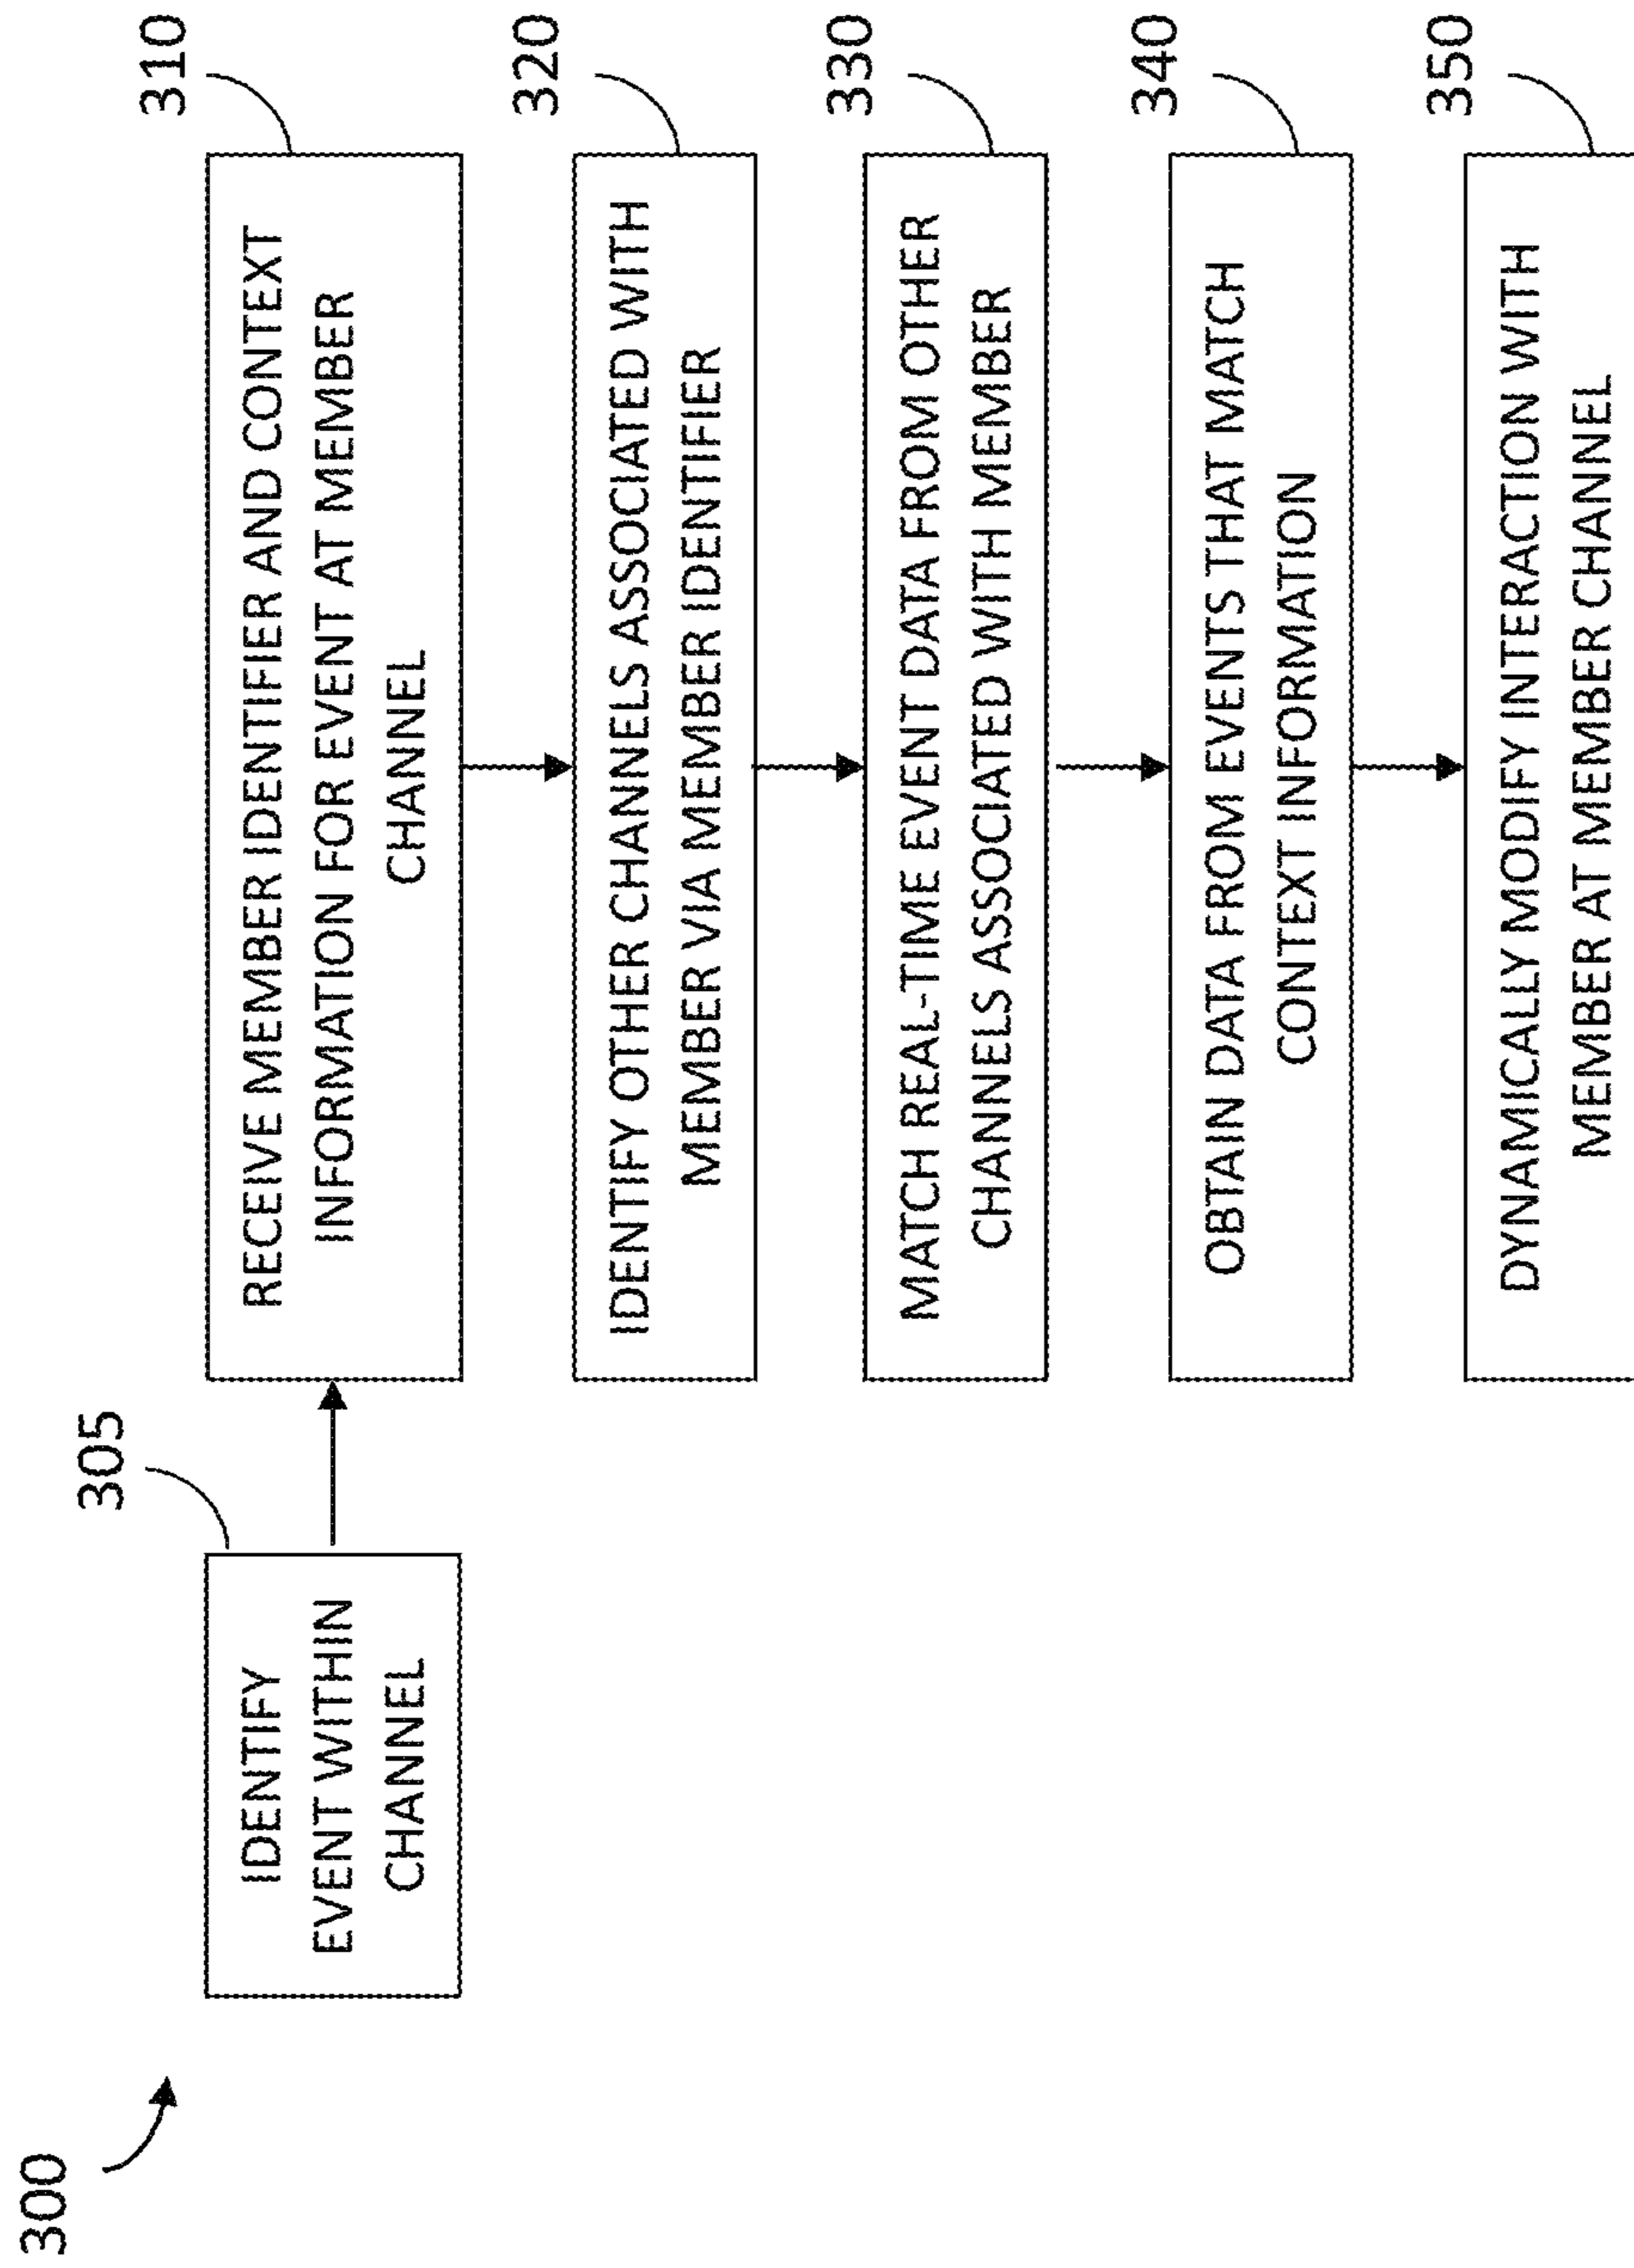 300
305
IDENTIFY
EVENT WITHIN
CHANNEL
310
RECEIVE MEMBER IDENTIFIER AND CONTEXT
INFORMATION FOR EVENT AT MEMBER
CHANNEL
320
IDENTIFY OTHER CHANNELS ASSOCIATED WITH
MEMBER VIA MEMBER IDENTIFIER
330
MATCH REAL-TIME EVENT DATA FROM OTHER
CHANNELS ASSOCIATED WITH MEMBER
340
OBTAIN DATA FROM EVENTS THAT MATCH
CONTEXT INFORMATION
350
DYNAMICALLY MODIFY INTERACTION WITH
MEMBER AT MEMBER CHANNEL